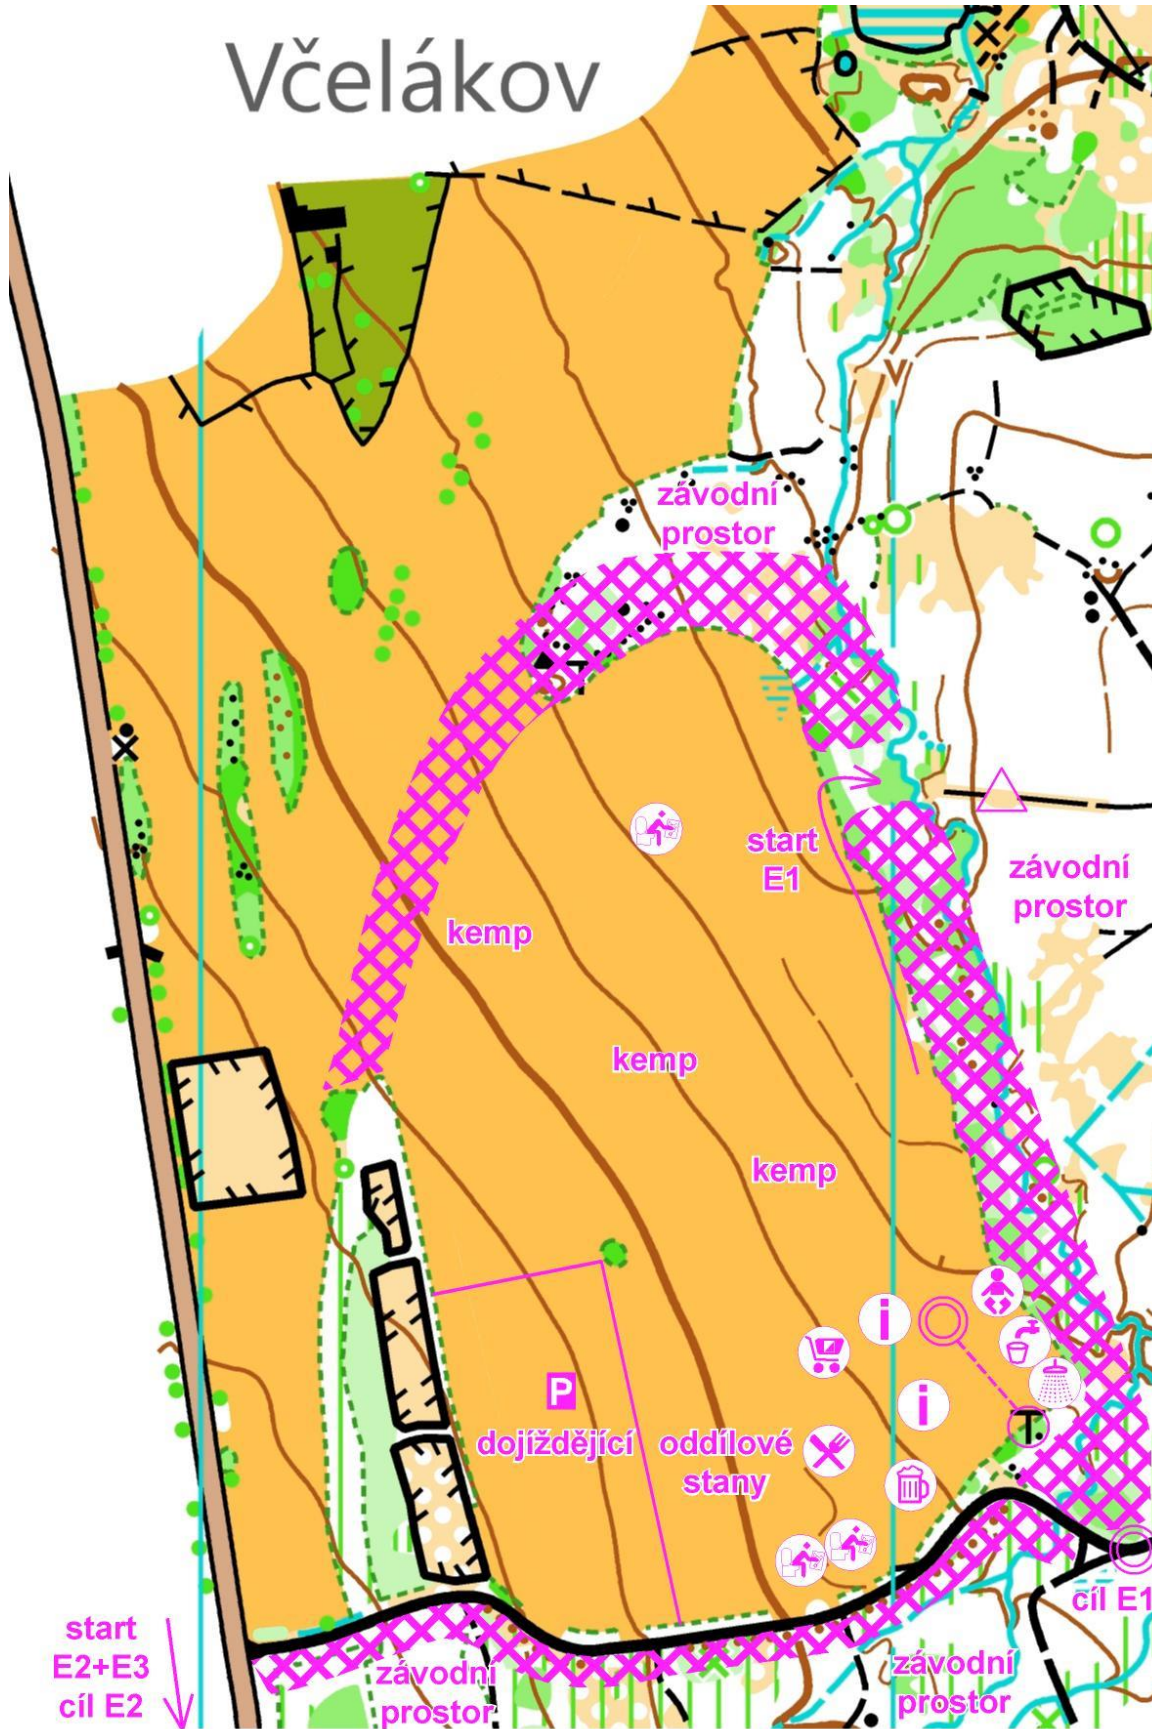 Včelákov
závodní
prostor
start
E1
závodní
prostor
kemp
kemp
kemp
i
i
P
dojíždějící
oddílové
stany
T
cíl E1
start
E2+E3
cíl E2
závodní
prostor
závodní
prostor